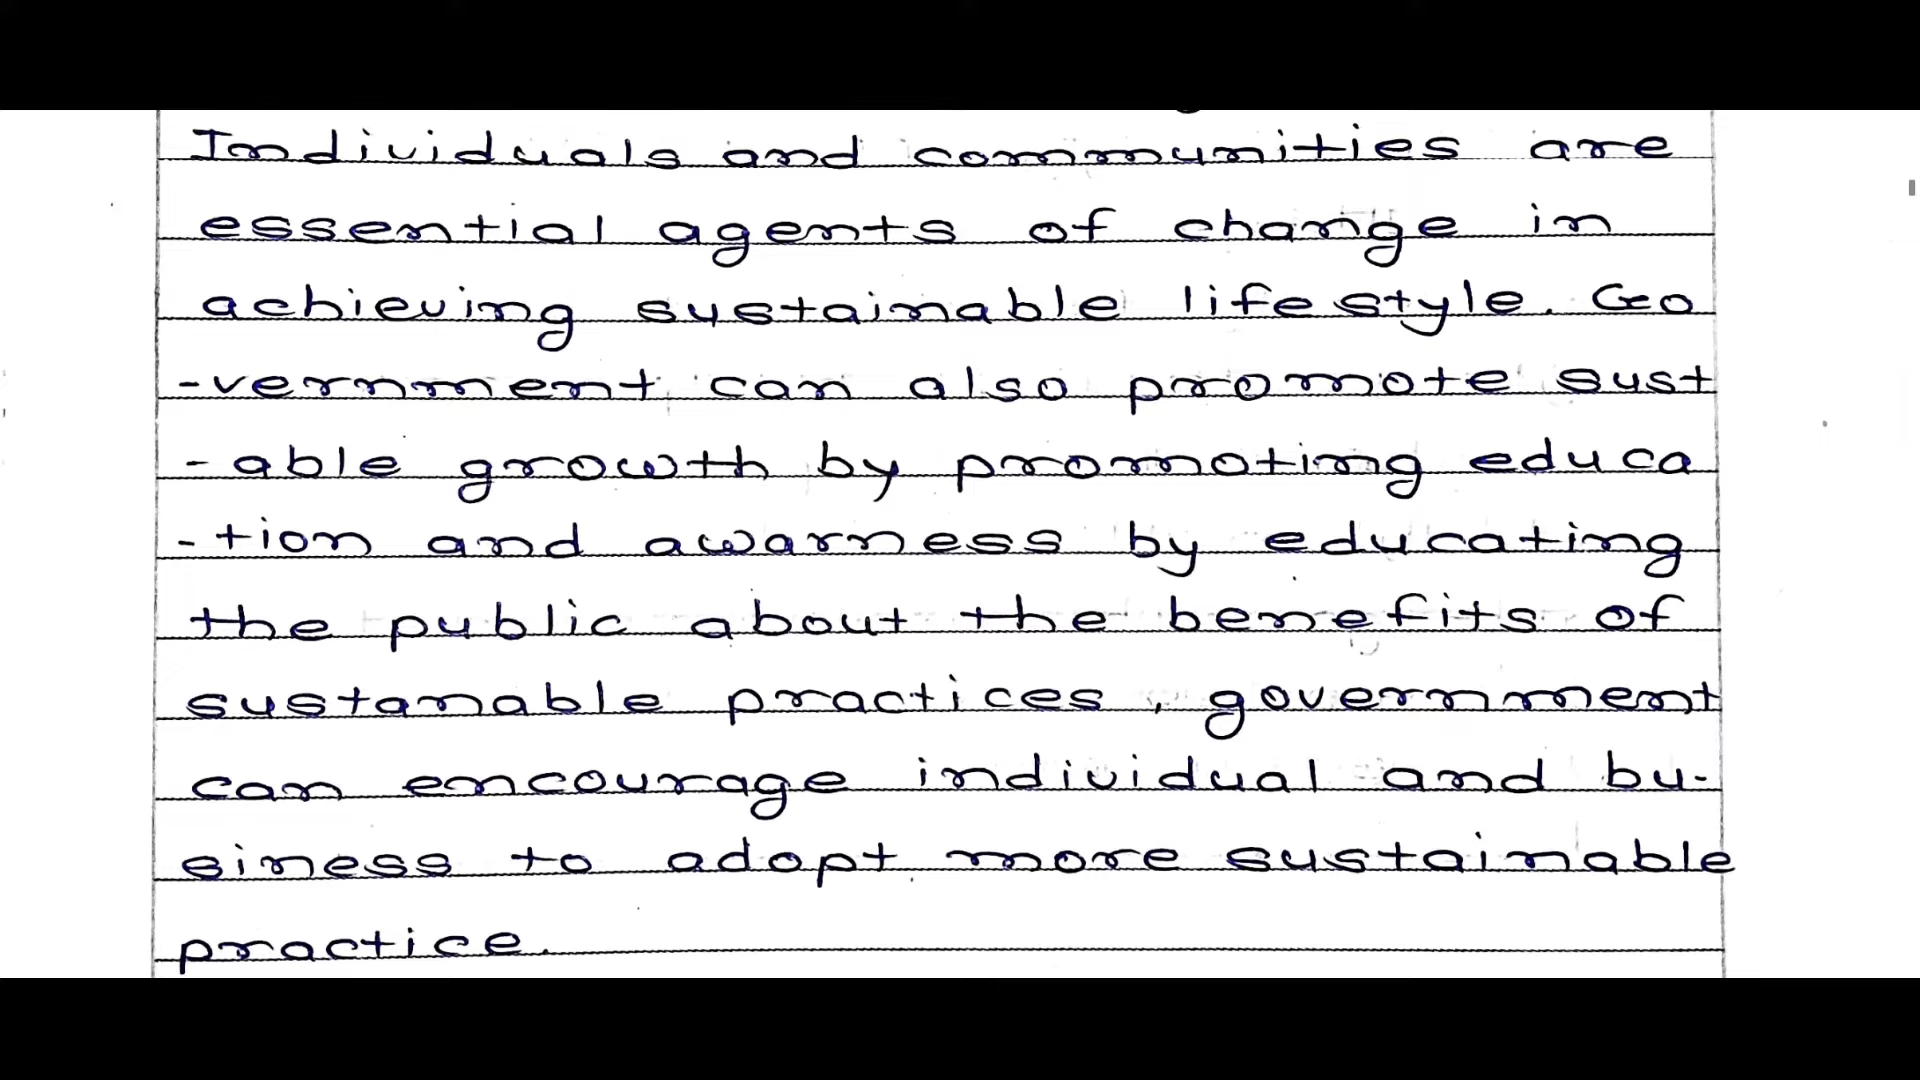 Individuals and communities are
essential agents of change in
achieving sustainable life style. Go
-vernment can also promote sust
-able growth by promoting educa
-tion and awarness by educating
the public about the benefits of
sustanable practices, government
can encourage individual and bu-
siness to adopt more sustainable
practice.